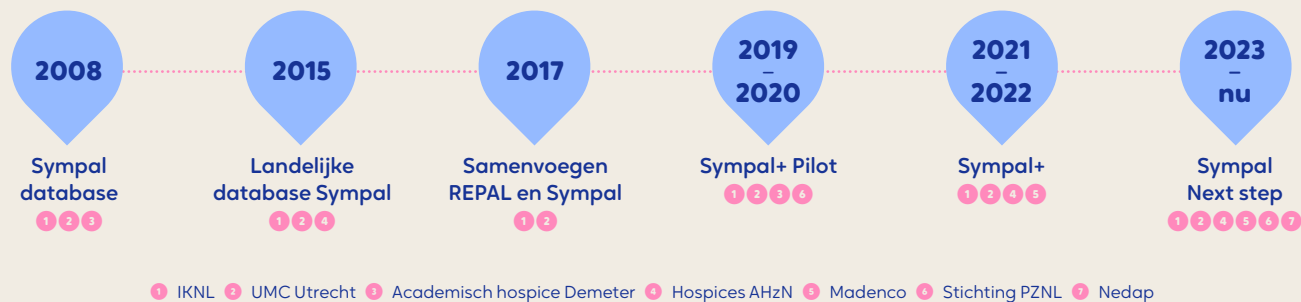 2008
2015
2017
2019
–
2020
2021
–
2022
2023
–
nu
Sympal
database
1 2 3
Landelijke
database Sympal
1 2 4
Samenvoegen
REPAL en Sympal
1 2
Sympal+ Pilot
1 2 3 6
Sympal+
1 2 4 5
Sympal
Next step
1 2 4 5 6 7
1 IKNL 2 UMC Utrecht 3 Academisch hospice Demeter 4 Hospices AHzN 5 Madenco 6 Stichting PZNL 7 Nedap